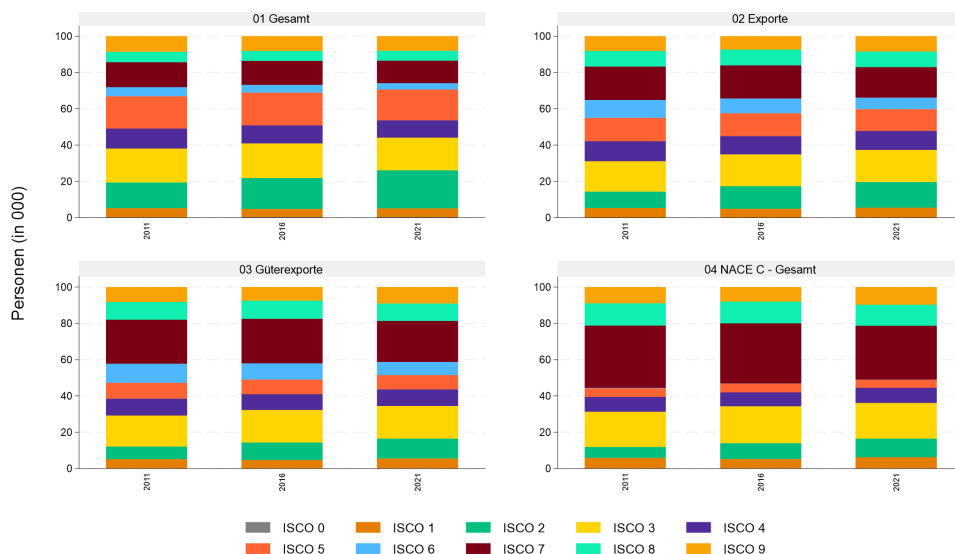 01 Gesamt
02 Exporte
100
80
60
40
20
0
2011
2016
2021
100
80
60
40
20
0
2011
2016
2021
Personen (in 000)
03 Güterexporte
04 NACE C - Gesamt
100
80
60
40
20
0
2011
2016
2021
100
80
60
40
20
0
2011
2016
2021
ISCO 0
ISCO 1
ISCO 2
ISCO 3
ISCO 4
ISCO 5
ISCO 6
ISCO 7
ISCO 8
ISCO 9